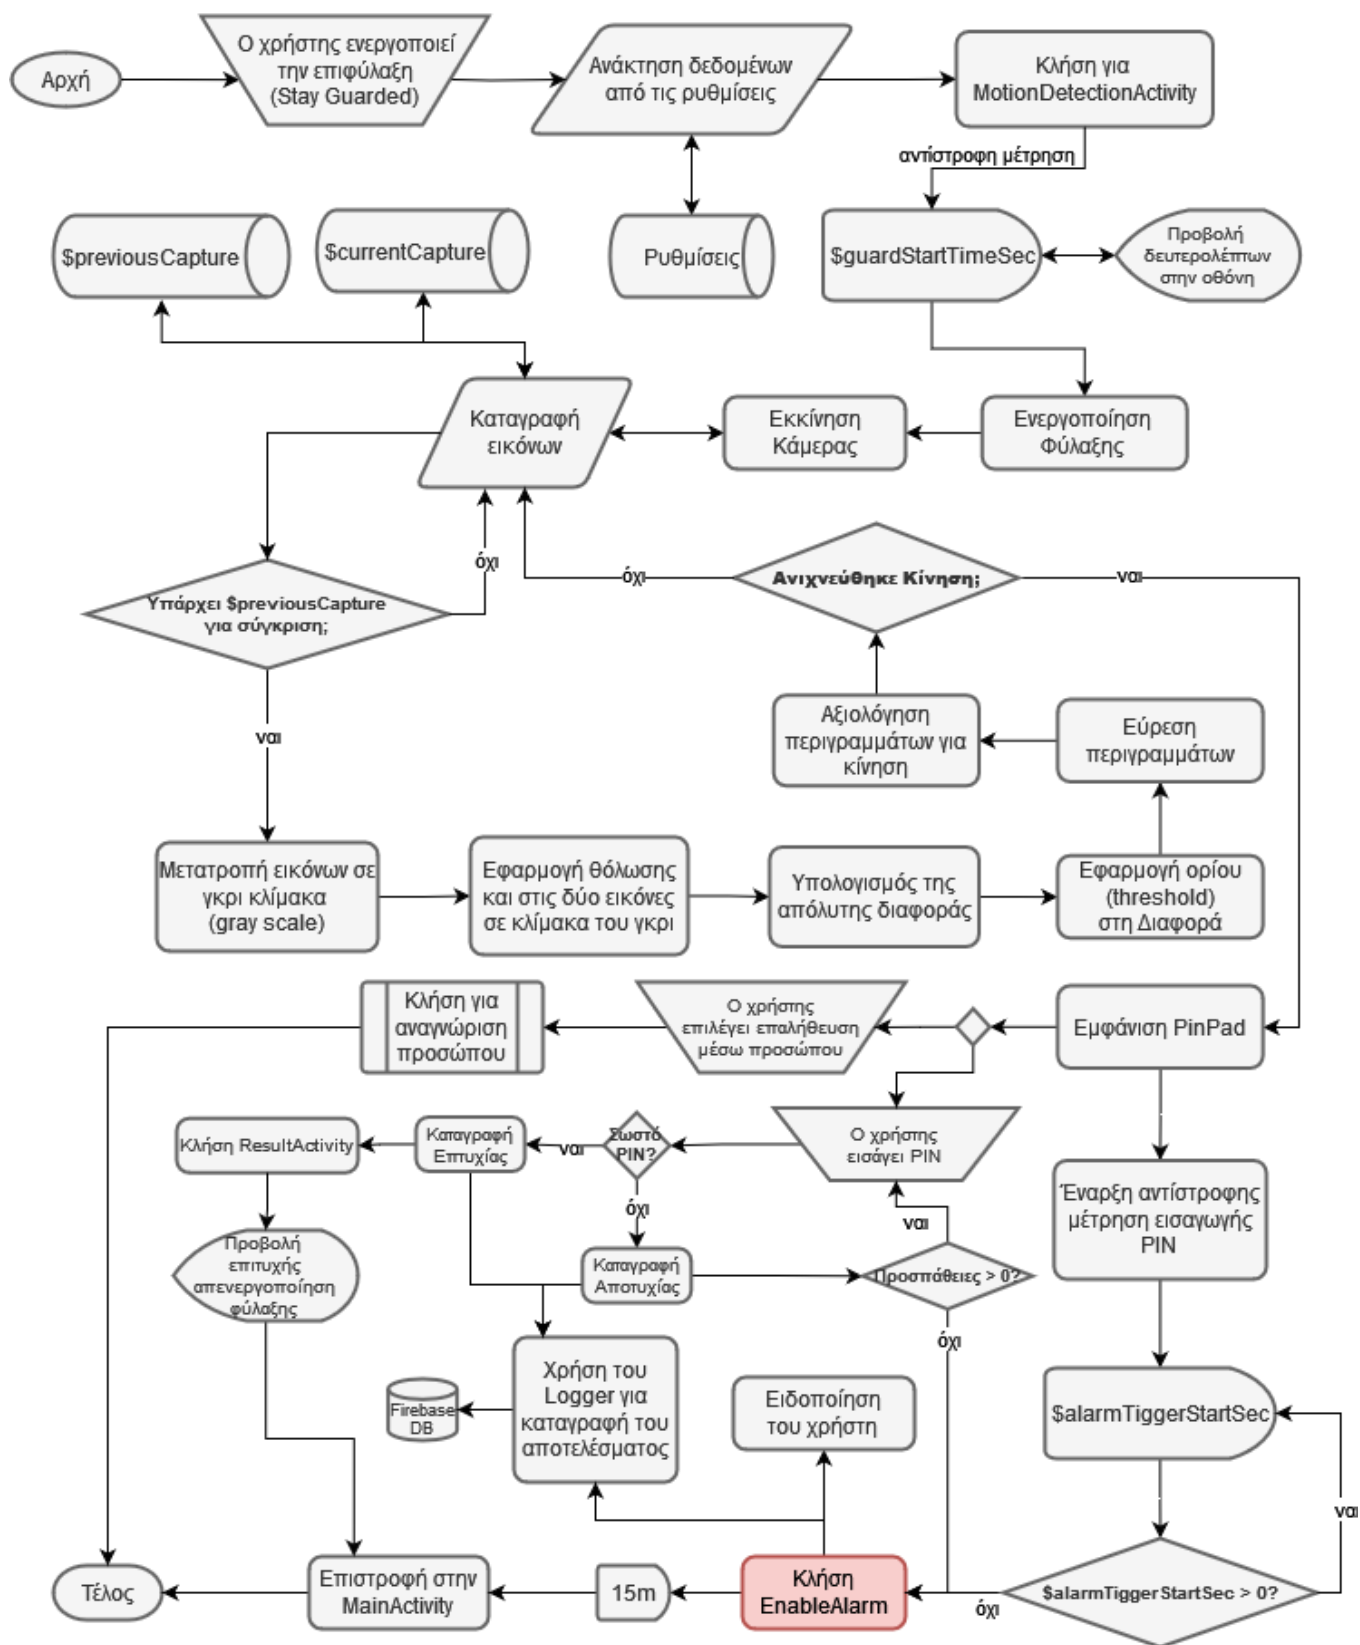 Αρχή
Ο χρήστης ενεργοποιεί
την επιφύλαξη
(Stay Guarded)
Ανάκτηση δεδομένων
από τις ρυθμίσεις
Κλήση για
MotionDetectionActivity
αντίστροφη μέτρηση
$previousCapture
$currentCapture
Ρυθμίσεις
$guardStartTimeSec
Προβολή
δευτερολέπτων
στην οθόνη
Καταγραφή
εικόνων
Εκκίνηση
Κάμερας
Ενεργοποίηση
Φύλαξης
όχι
όχι
Ανιχνεύθηκε Κίνηση;
ναι
Υπάρχει $previousCapture
για σύγκριση;
ναι
Αξιολόγηση
περιγραμμάτων για
κίνηση
Εύρεση
περιγραμμάτων
Μετατροπή εικόνων σε
γκρι κλίμακα
(gray scale)
Εφαρμογή θόλωσης
και στις δύο εικόνες
σε κλίμακα του γκρι
Υπολογισμός της
απόλυτης διαφοράς
Εφαρμογή ορίου
(threshold)
στη Διαφορά
Κλήση για
αναγνώριση
προσώπου
Ο χρήστης
επιλέγει επαλήθευση
μέσω προσώπου
Εμφάνιση PinPad
Κλήση ResultActivity
Καταγραφή
Επτυχίας
ναι
Σωστό
PIN?
Ο χρήστης
εισάγει PIN
Έναρξη αντίστροφης
μέτρηση εισαγωγής
PIN
όχι
ναι
Προβολή
επιτυχής
απενεργοποίηση
φύλαξης
Καταγραφή
Αποτυχίας
Προσπάθειες > 0?
όχι
Χρήση του
Logger για
καταγραφή του
αποτελέσματος
Firebase
DB
Ειδοποίηση
του χρήστη
$alarmTiggerStartSec
ναι
Τέλος
Επιστροφή στην
MainActivity
15m
Κλήση
EnableAlarm
όχι
$alarmTiggerStartSec > 0?